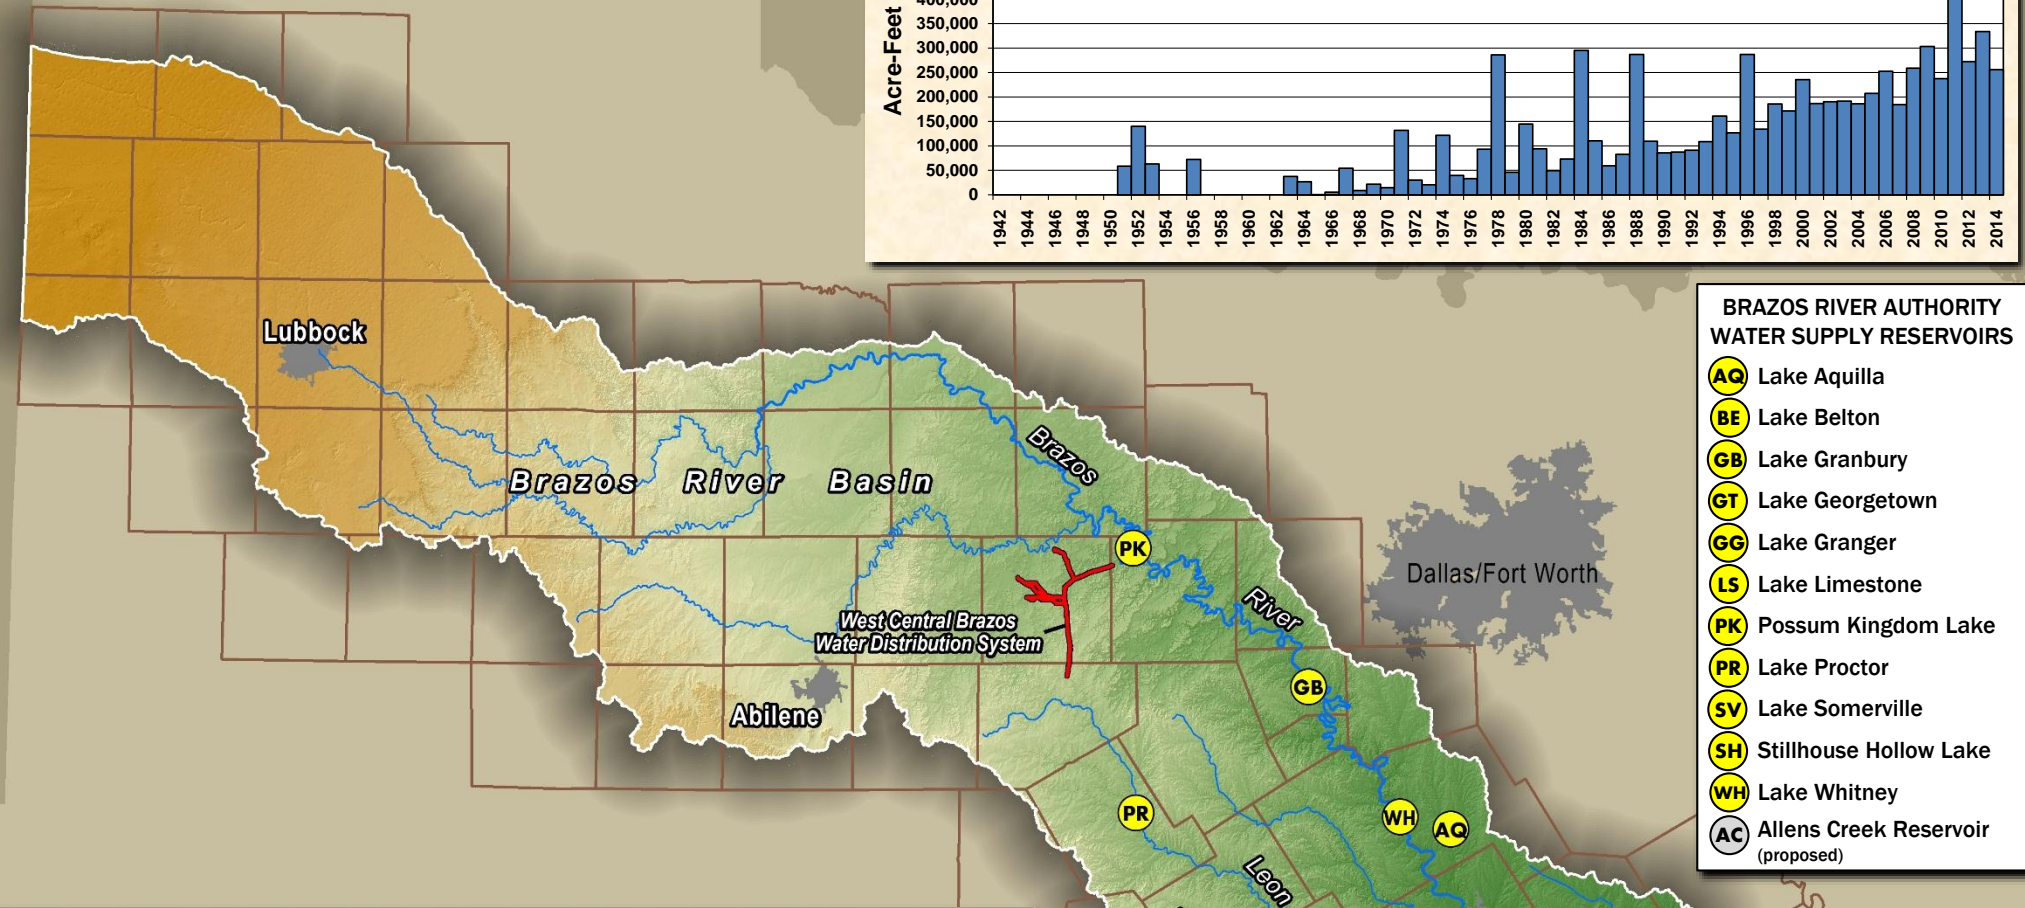 400,000
350,000
300,000
250,000
200,000
150,000
100,000
50,000
0
Acre-Feet
1942 1944 1946 1948 1950 1952 1954 1956 1958 1960 1962 1964 1966 1968 1970 1972 1974 1976 1978 1980 1982 1984 1986 1988 1990 1992 1994 1996 1998 2000 2002 2004 2006 2008 2010 2012 2014
Lubbock
Brazos River Basin
Brazos
River
PK
Dallas/Fort Worth
West Central Brazos
Water Distribution System
Abilene
GB
PR
WH
AQ
Leon
BRAZOS RIVER AUTHORITY
WATER SUPPLY RESERVOIRS
AQ Lake Aquilla
BE Lake Belton
GB Lake Granbury
GT Lake Georgetown
GG Lake Granger
LS Lake Limestone
PK Possum Kingdom Lake
PR Lake Proctor
SV Lake Somerville
SH Stillhouse Hollow Lake
WH Lake Whitney
AC Allens Creek Reservoir
(proposed)